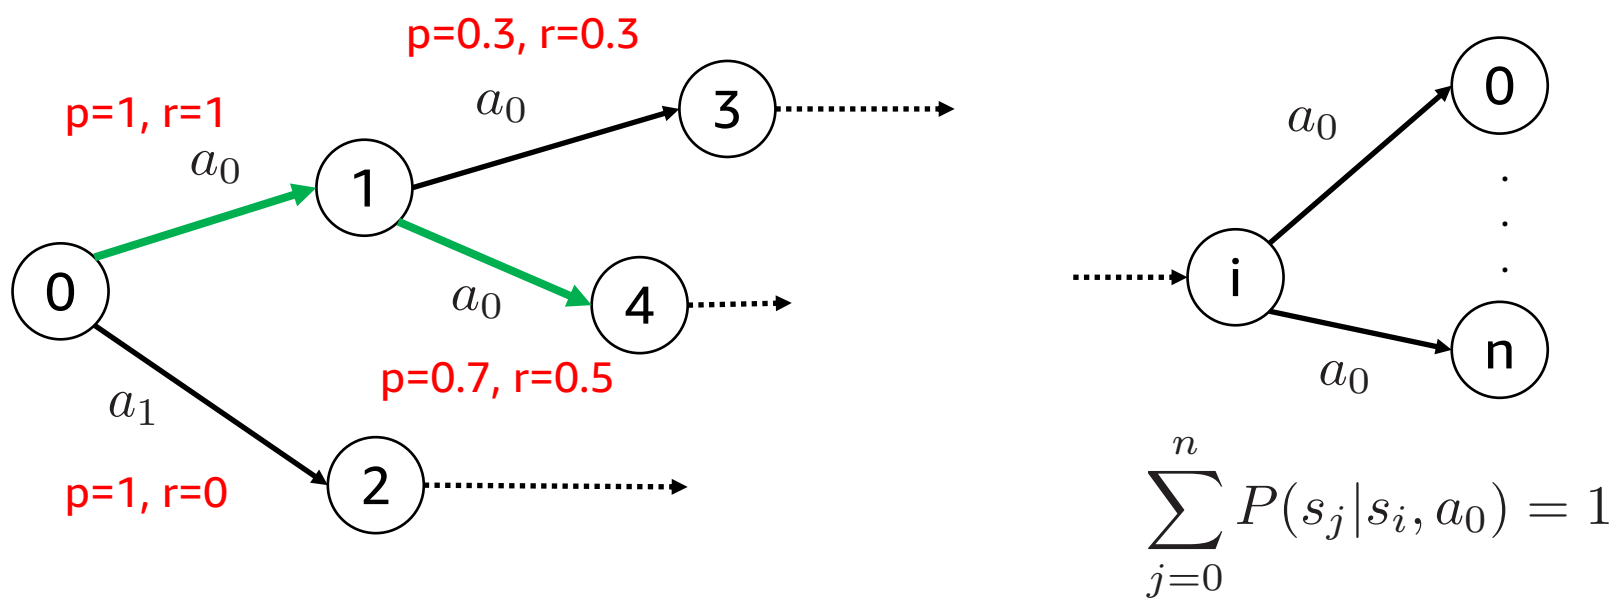 p=0.3, r=0.3
p=1, r=1
a_0
3
a_0
1
0
a_0
4
p=0.7, r=0.5
a_1
p=1, r=0
2
0
a_0
.
.
.
i
n
a_0
\sum_{j=0}^{n} P(s_j|s_i, a_0) = 1